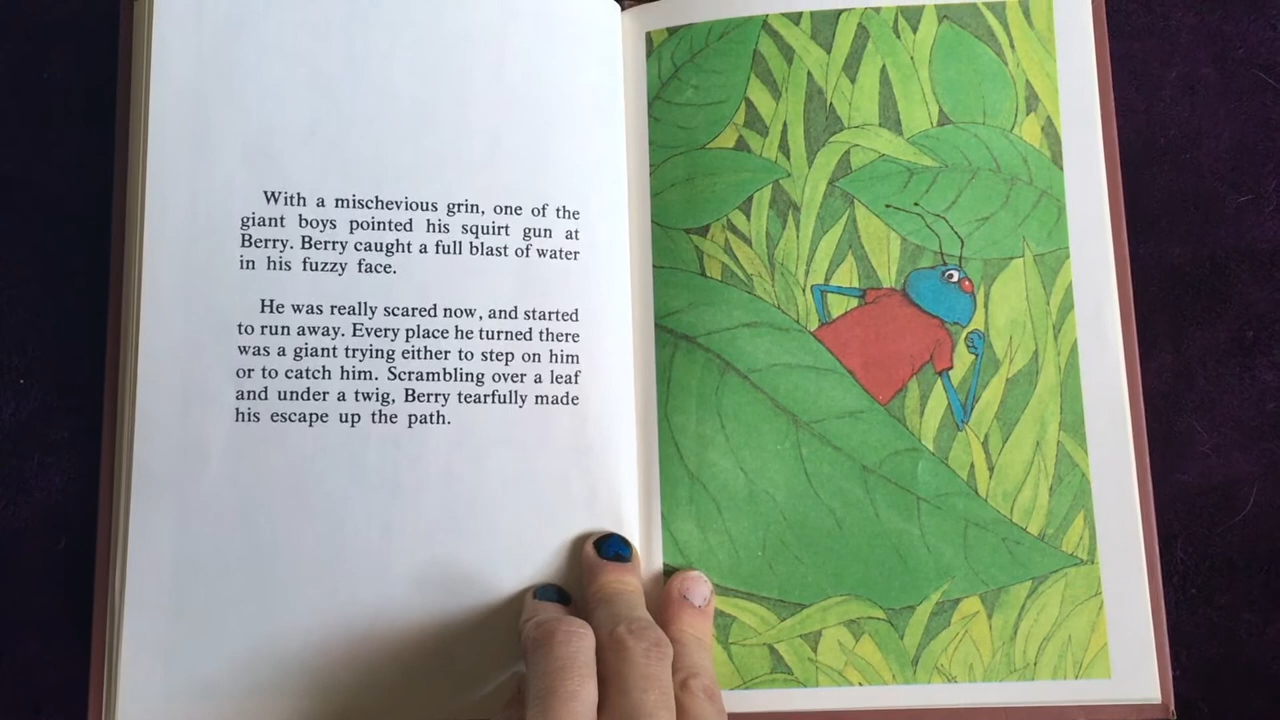 With a mischevious grin, one of the
giant boys pointed his squirt gun at
Berry. Berry caught a full blast of water
in his fuzzy face.
He was really scared now, and started
to run away. Every place he turned there
was a giant trying either to step on him
or to catch him. Scrambling over a leaf
and under a twig, Berry tearfully made
his escape up the path.